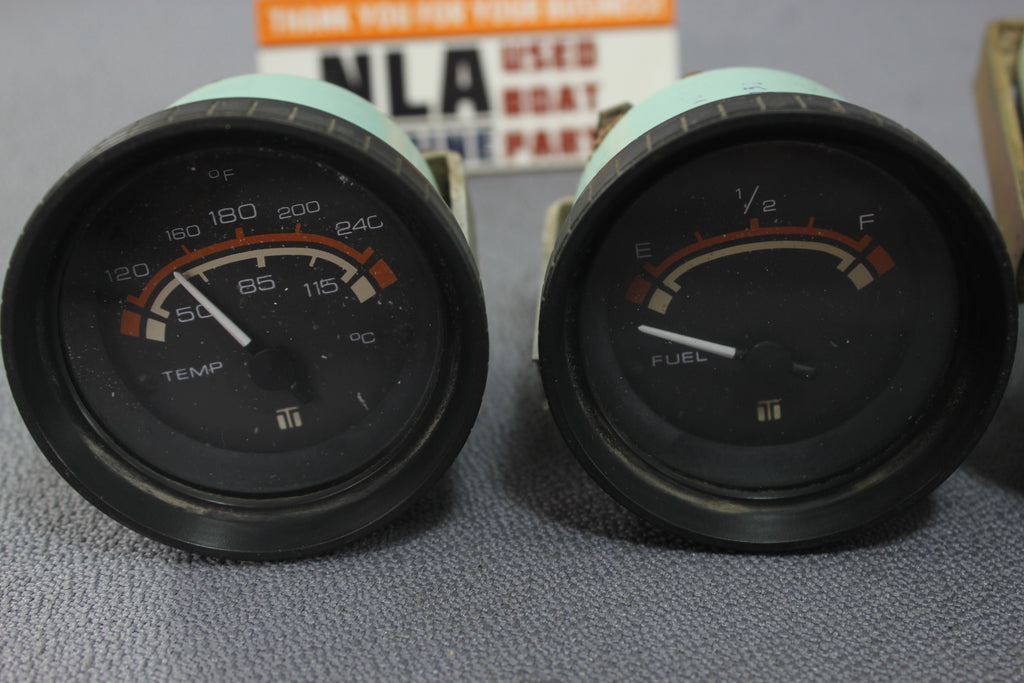 THANK YOU FOR YOUR BUSINESS!
NLA USED
BOAT
PART
°F
120 160 180 200 240
50 85 115
°C
TEMP
E 1/2 F
FUEL